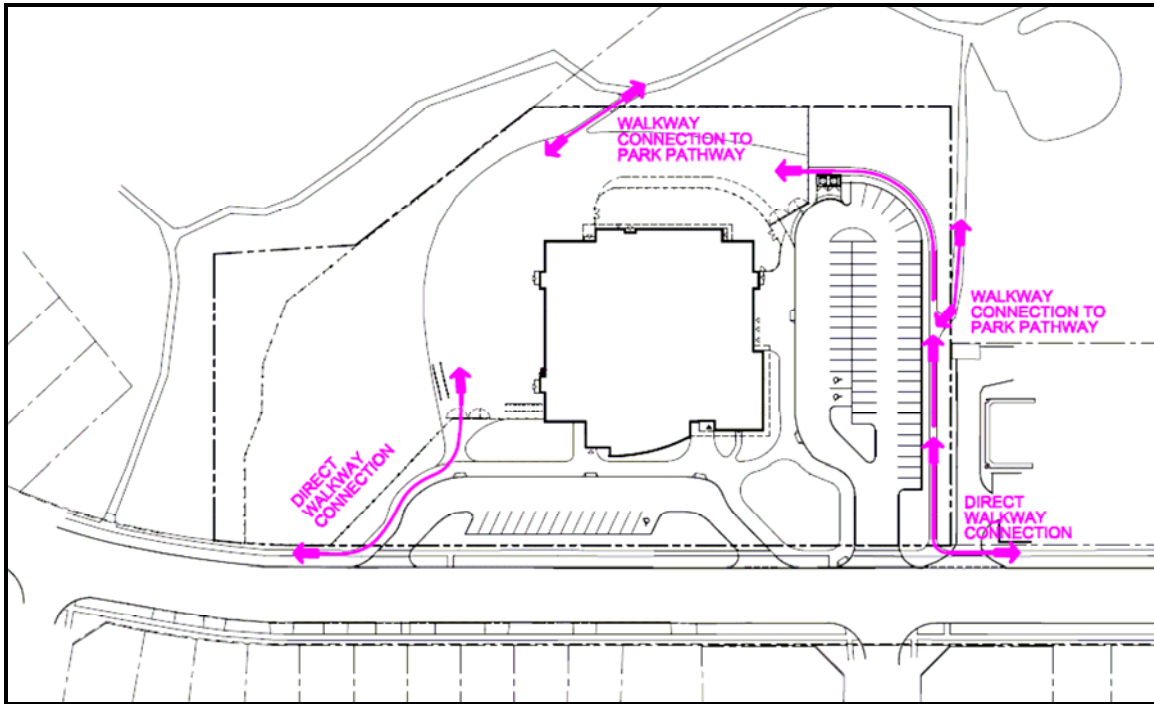 WALKWAY
CONNECTION TO
PARK PATHWAY
WALKWAY
CONNECTION TO
PARK PATHWAY
DIRECT
WALKWAY
CONNECTION
DIRECT
WALKWAY
CONNECTION